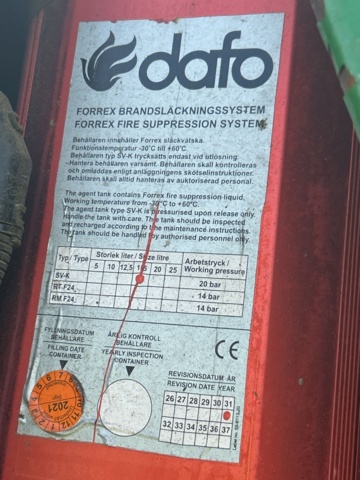 dafo
FORREX BRANDSLÄCKNINGSSYSTEM
FORREX FIRE SUPPRESSION SYSTEM
Behållaren innehåller Forrex släckvätska.
Funktionstemperatur -30°C till +60°C.
Behållaren typ SV-K trycksätts endast vid utlösning.
Hantera behållaren varsamt. Behållaren skall kontrolleras
och omladdas enligt anläggningens skötselinstruktioner.
Behållaren skall alltid hanteras av auktoriserad personal.
The agent tank contains Forrex fire suppression liquid.
Working temperature from -30°C to +60°C.
The agent tank type SV-K is pressurised upon release only.
Handle the tank with care. The tank should be inspected
and recharged according to the maintenance instructions.
The tank should be handled by authorised personnel only.
Typ / Type Storlek liter / Size litre Arbetstryck / Working pressure
5 10 12,5 15 20 25
SV-K 20 bar
RT-F24 14 bar
RM F24 14 bar
FYLLNINGSDATUM
BEHÅLLARE
FILLING DATE
CONTAINER
ÅRLIG KONTROLL
BEHÅLLARE
YEARLY INSPECTION
CONTAINER
CE
REVISIONSDATUM ÅR
REVISION DATE YEAR
26 27 28 29 30 31
32 33 34 35 36 37
2021